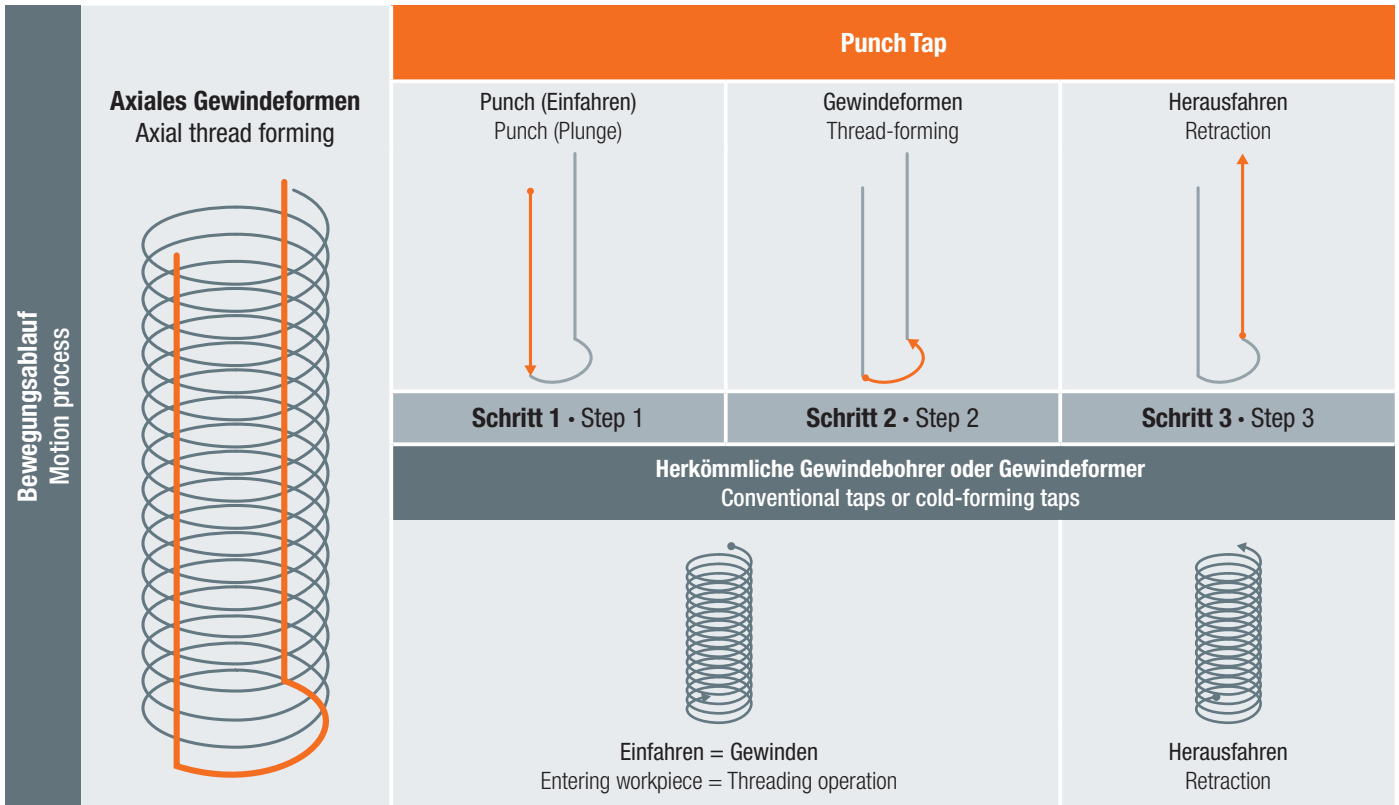 Bewegungsablauf
Motion process
Axiales Gewindeformen
Axial thread forming
Punch Tap
Punch (Einfahren)
Punch (Plunge)
Gewindeformen
Thread-forming
Herausfahren
Retraction
Schritt 1 • Step 1
Schritt 2 • Step 2
Schritt 3 • Step 3
Herkömmliche Gewindebohrer oder Gewindeformer
Conventional taps or cold-forming taps
Einfahren = Gewinden
Entering workpiece = Threading operation
Herausfahren
Retraction